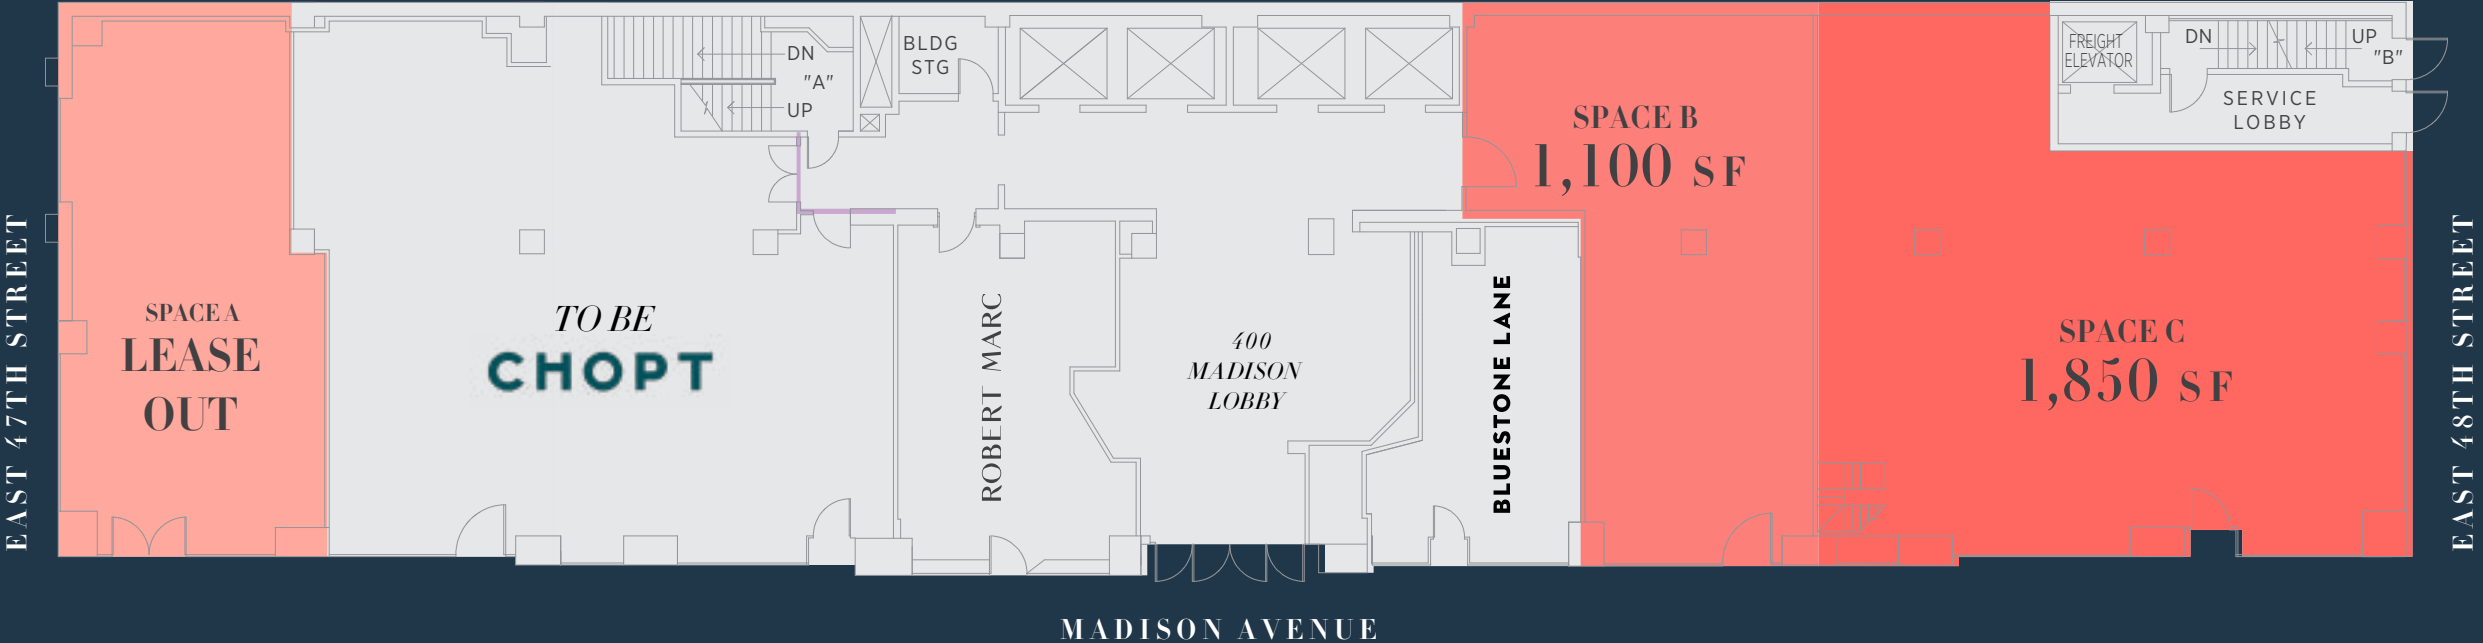 EAST 47TH STREET
SPACE A
LEASE
OUT
TO BE
CHOPT
DN
"A"
UP
BLDG
STG
ROBERT MARC
400
MADISON
LOBBY
BLUESTONE LANE
SPACE B
1,100 SF
SPACE C
1,850 SF
FREIGHT
ELEVATOR
DN
UP
"B"
SERVICE
LOBBY
EAST 48TH STREET
MADISON AVENUE